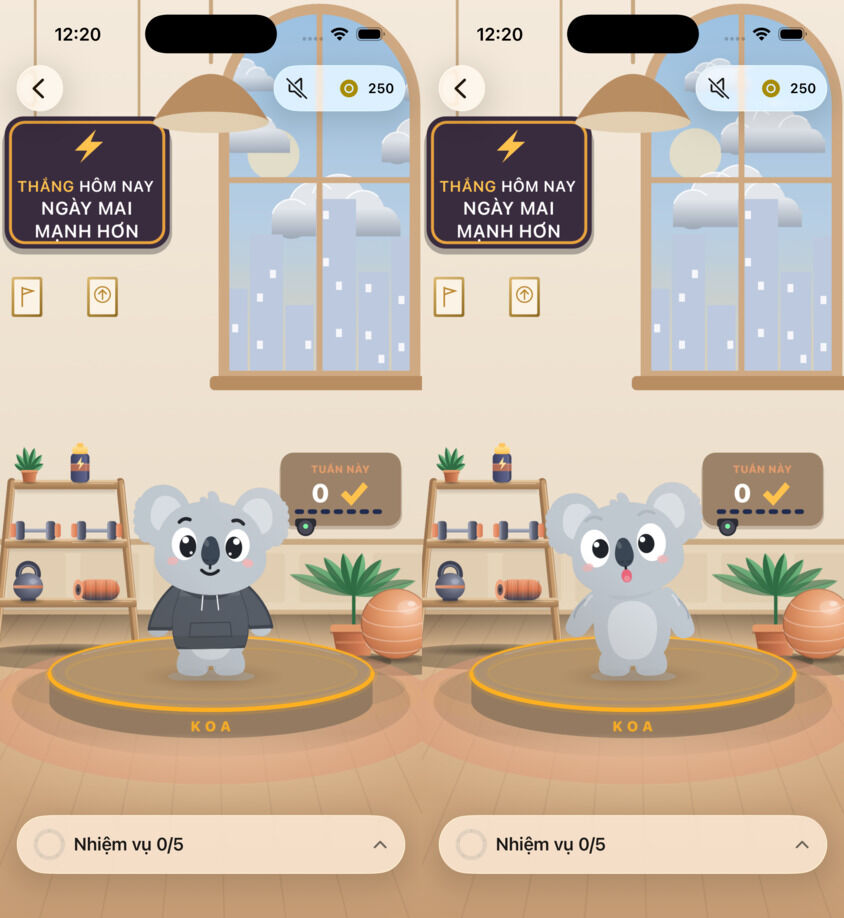 12:20
250
THẮNG HÔM NAY
NGÀY MAI
MẠNH HƠN
TUẦN NÀY
0
KOA
Nhiệm vụ 0/5
12:20
250
THẮNG HÔM NAY
NGÀY MAI
MẠNH HƠN
TUẦN NÀY
0
KOA
Nhiệm vụ 0/5